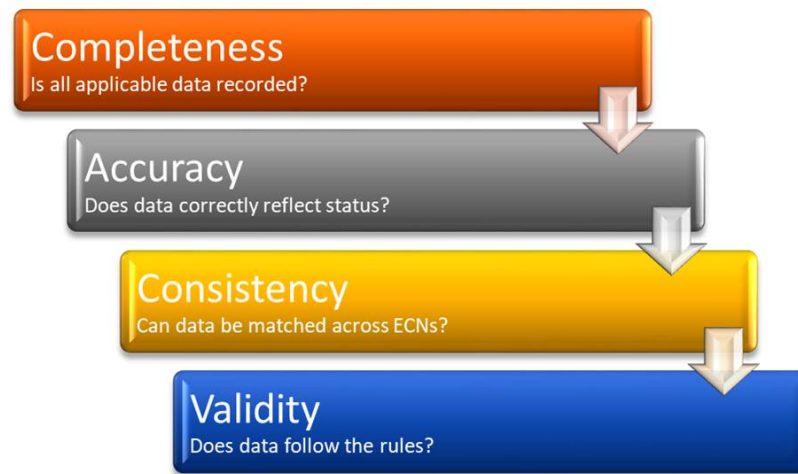 Completeness
Is all applicable data recorded?
Accuracy
Does data correctly reflect status?
Consistency
Can data be matched across ECNs?
Validity
Does data follow the rules?